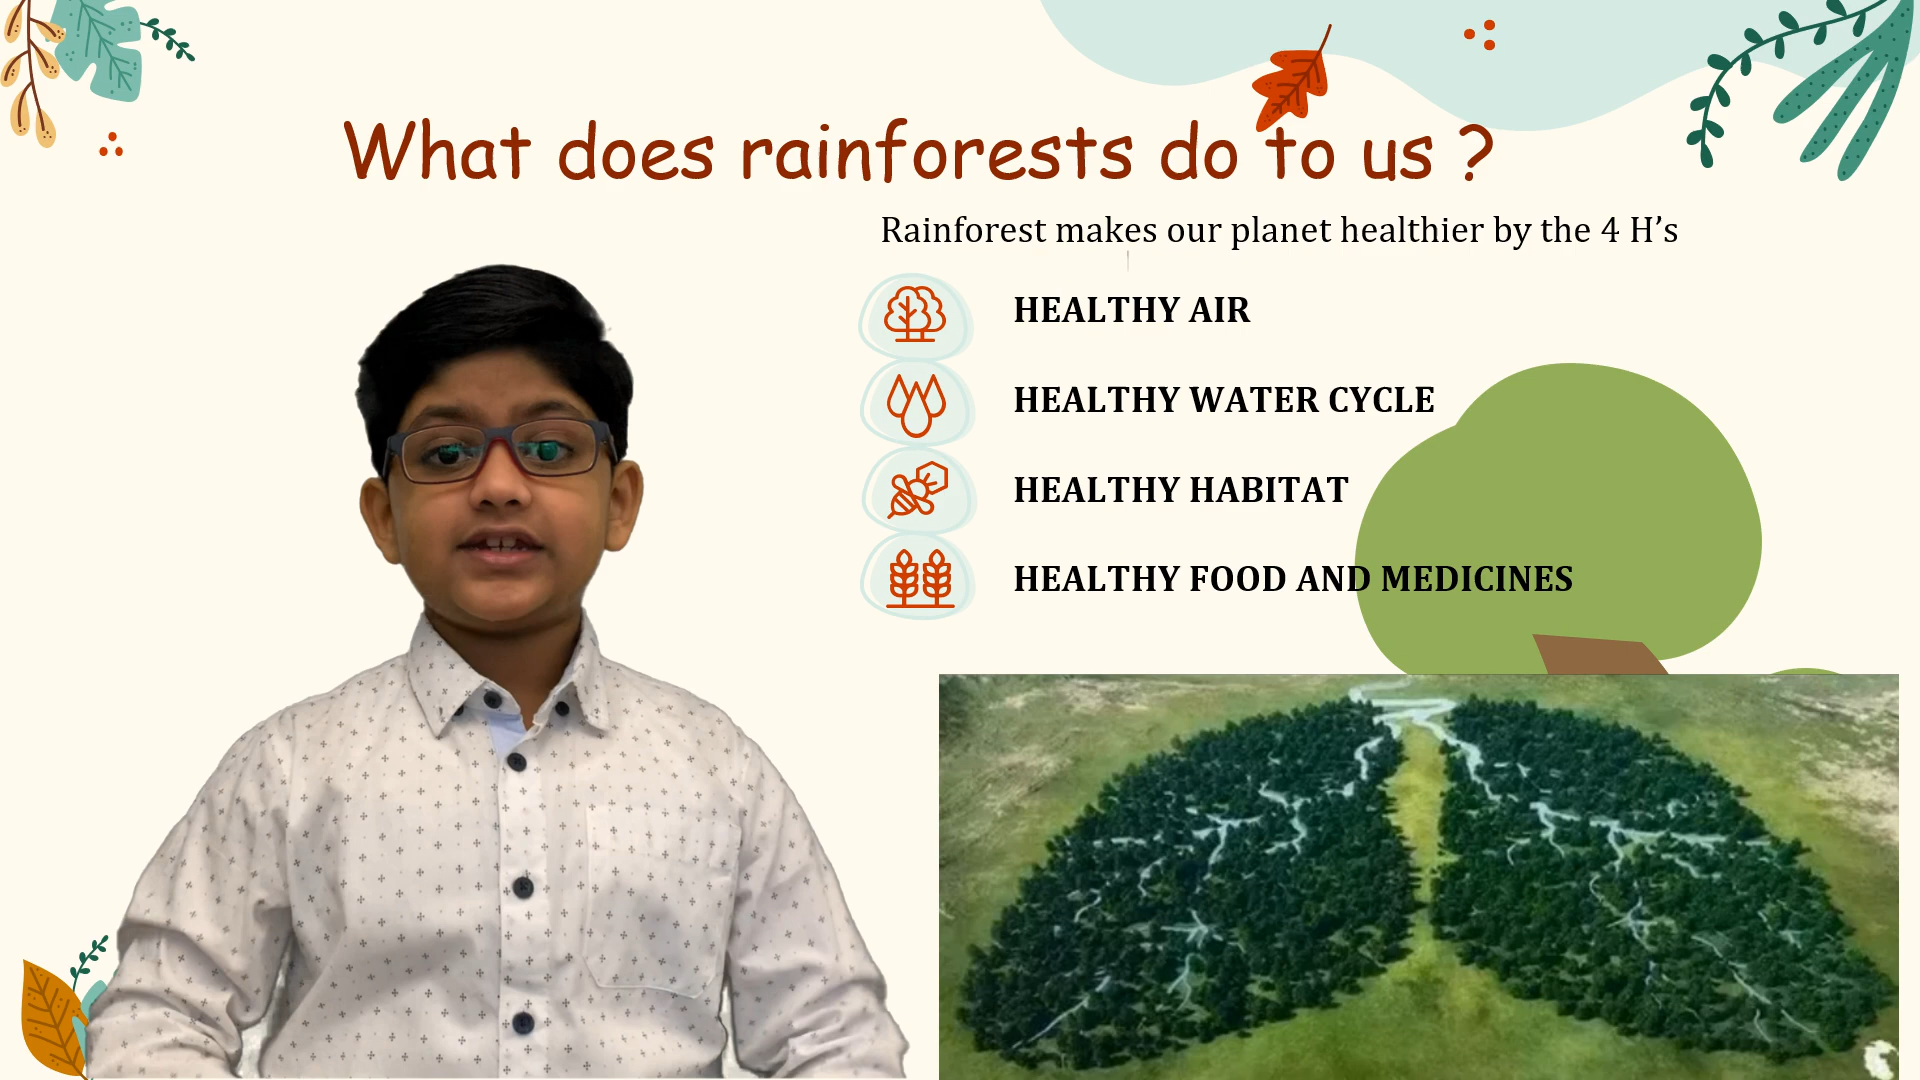 What does rainforests do to us ?
Rainforest makes our planet healthier by the 4 H’s
HEALTHY AIR
HEALTHY WATER CYCLE
HEALTHY HABITAT
HEALTHY FOOD AND MEDICINES